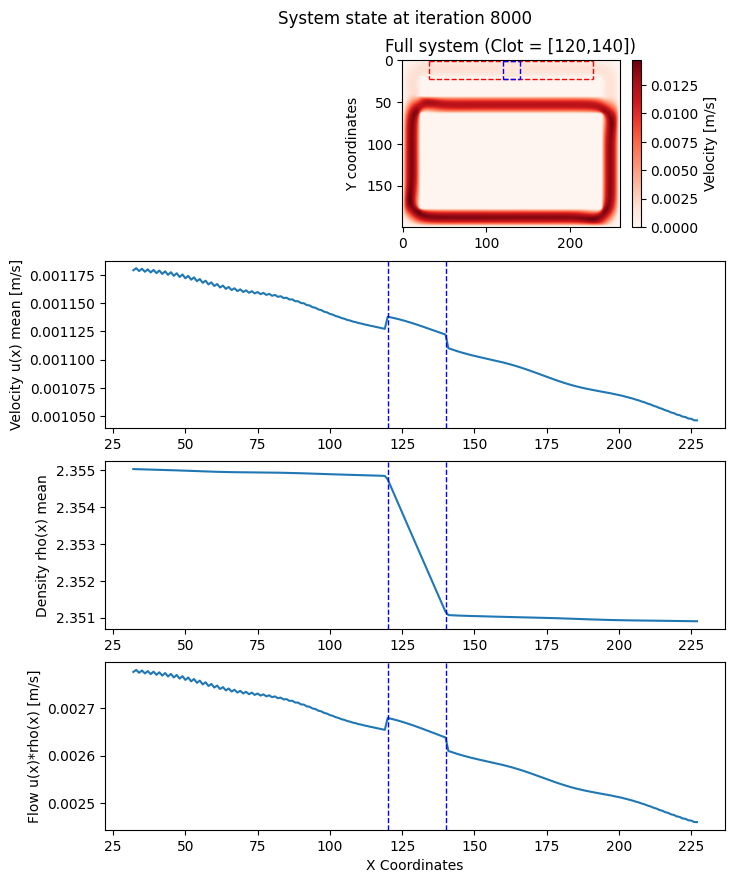 System state at iteration 8000
Full system (Clot = [120,140])
0
50
100
150
Y coordinates
0
100
200
0.0125
0.0100
0.0075
0.0050
0.0025
0.0000
Velocity [m/s]
0.001175
0.001150
0.001125
0.001100
0.001075
0.001050
Velocity u(x) mean [m/s]
25 50 75 100 125 150 175 200 225
2.355
2.354
2.353
2.352
2.351
Density rho(x) mean
25 50 75 100 125 150 175 200 225
0.0027
0.0026
0.0025
Flow u(x)*rho(x) [m/s]
25 50 75 100 125 150 175 200 225
X Coordinates